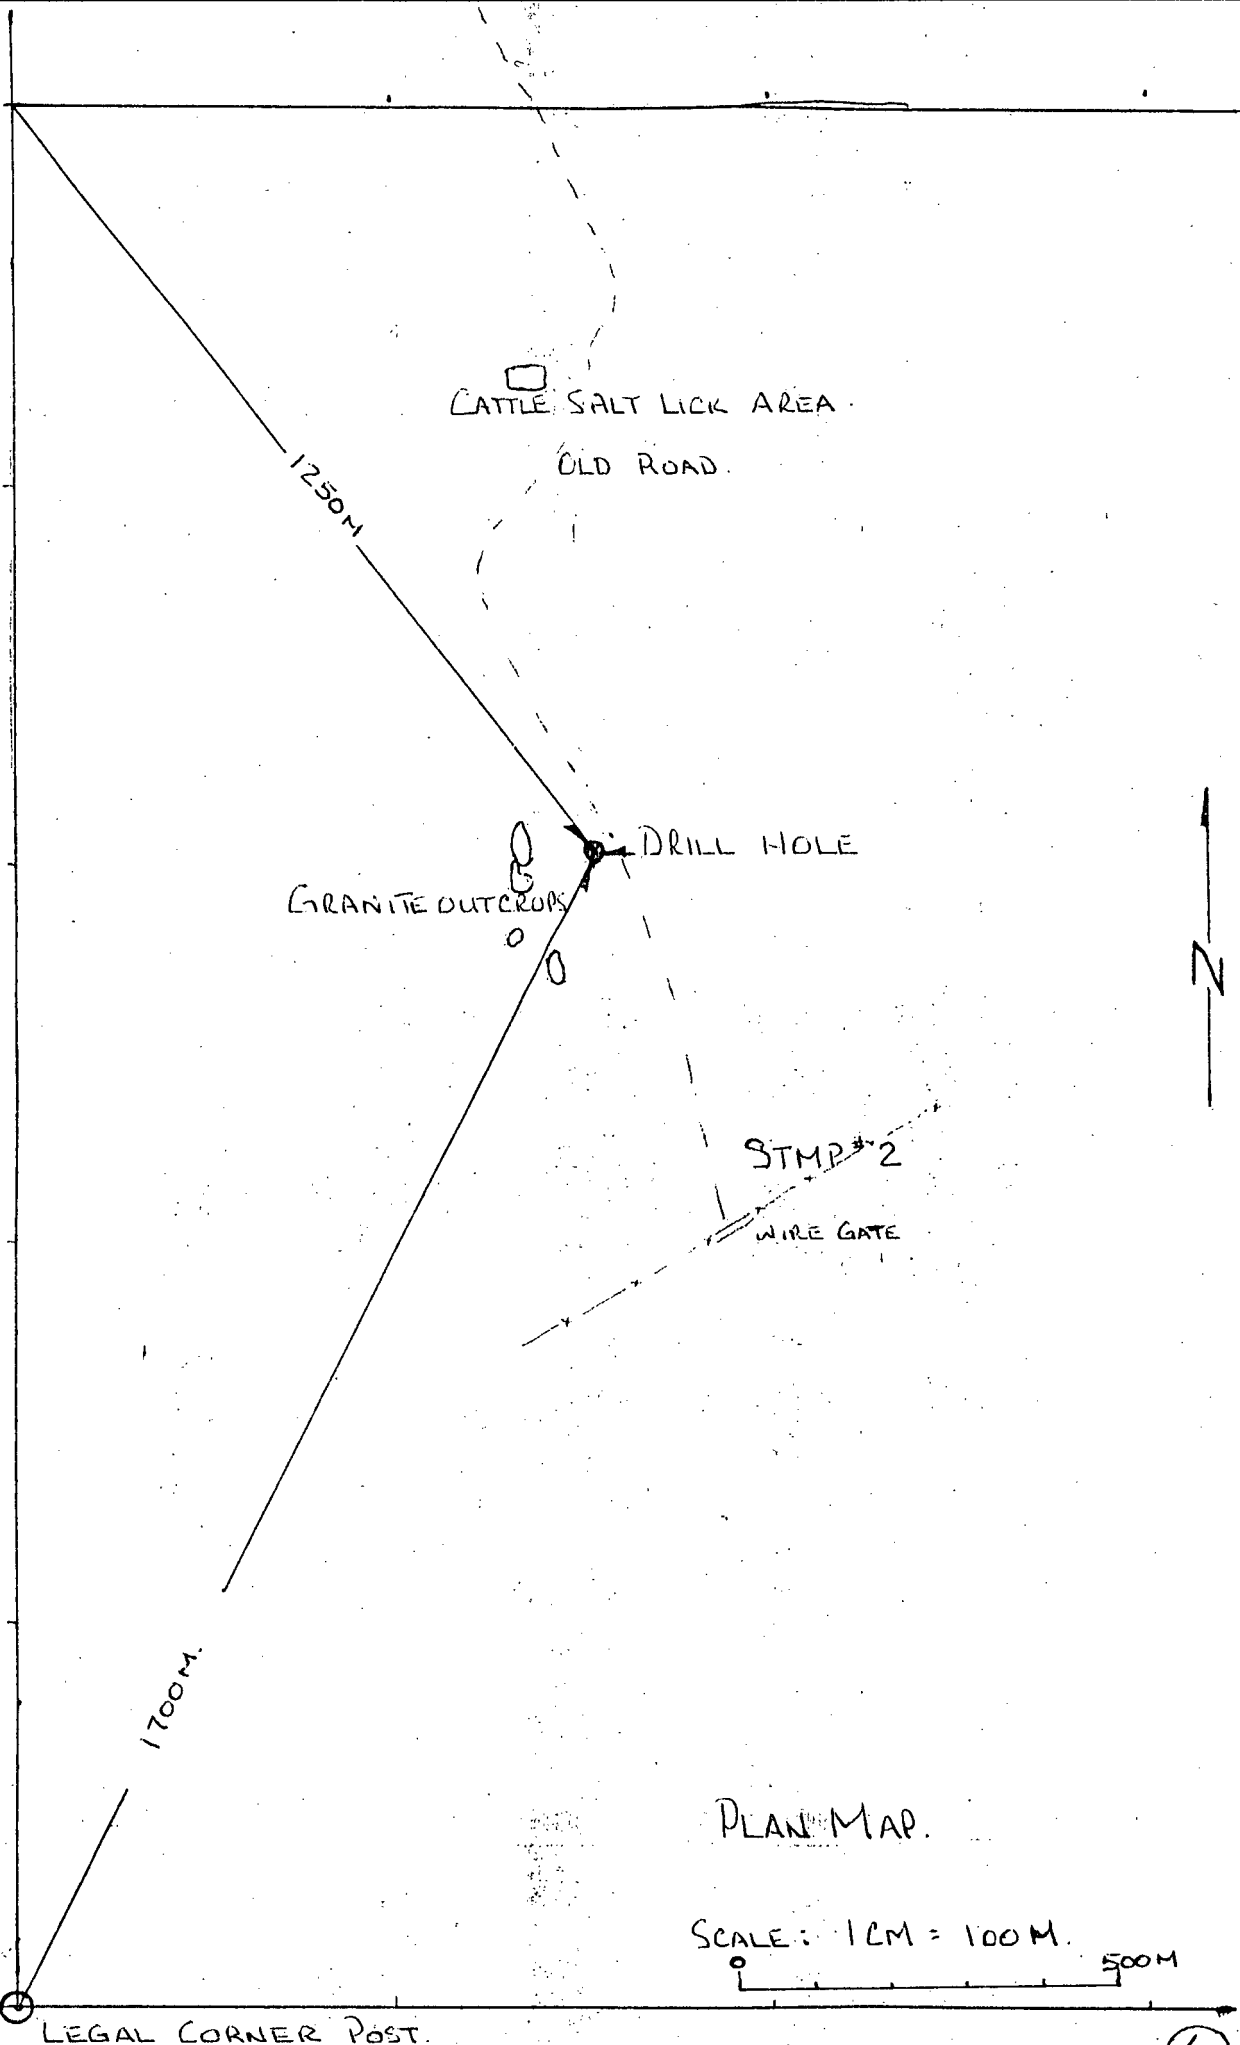 CATTLE SALT LICK AREA.
OLD ROAD.
1250M
DRILL HOLE
GRANITE OUTCROPS
N
STMP#2
WIRE GATE
1700M.
PLAN MAP.
SCALE: 1CM = 100M.
0 500M
LEGAL CORNER POST.